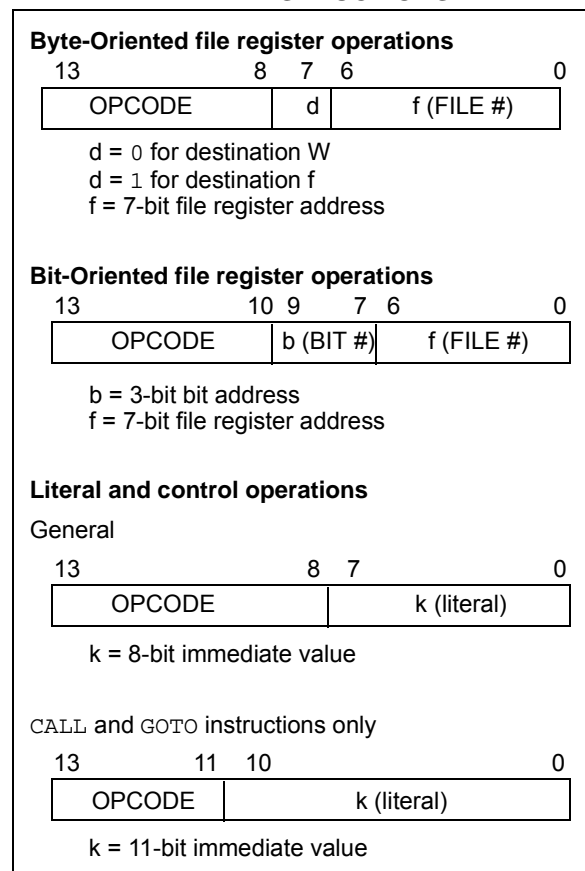 Byte-Oriented file register operations
13 8 7 6 0
OPCODE d f (FILE #)
d = 0 for destination W
d = 1 for destination f
f = 7-bit file register address
Bit-Oriented file register operations
13 10 9 7 6 0
OPCODE b (BIT #) f (FILE #)
b = 3-bit bit address
f = 7-bit file register address
Literal and control operations
General
13 8 7 0
OPCODE k (literal)
k = 8-bit immediate value
CALL and GOTO instructions only
13 11 10 0
OPCODE k (literal)
k = 11-bit immediate value